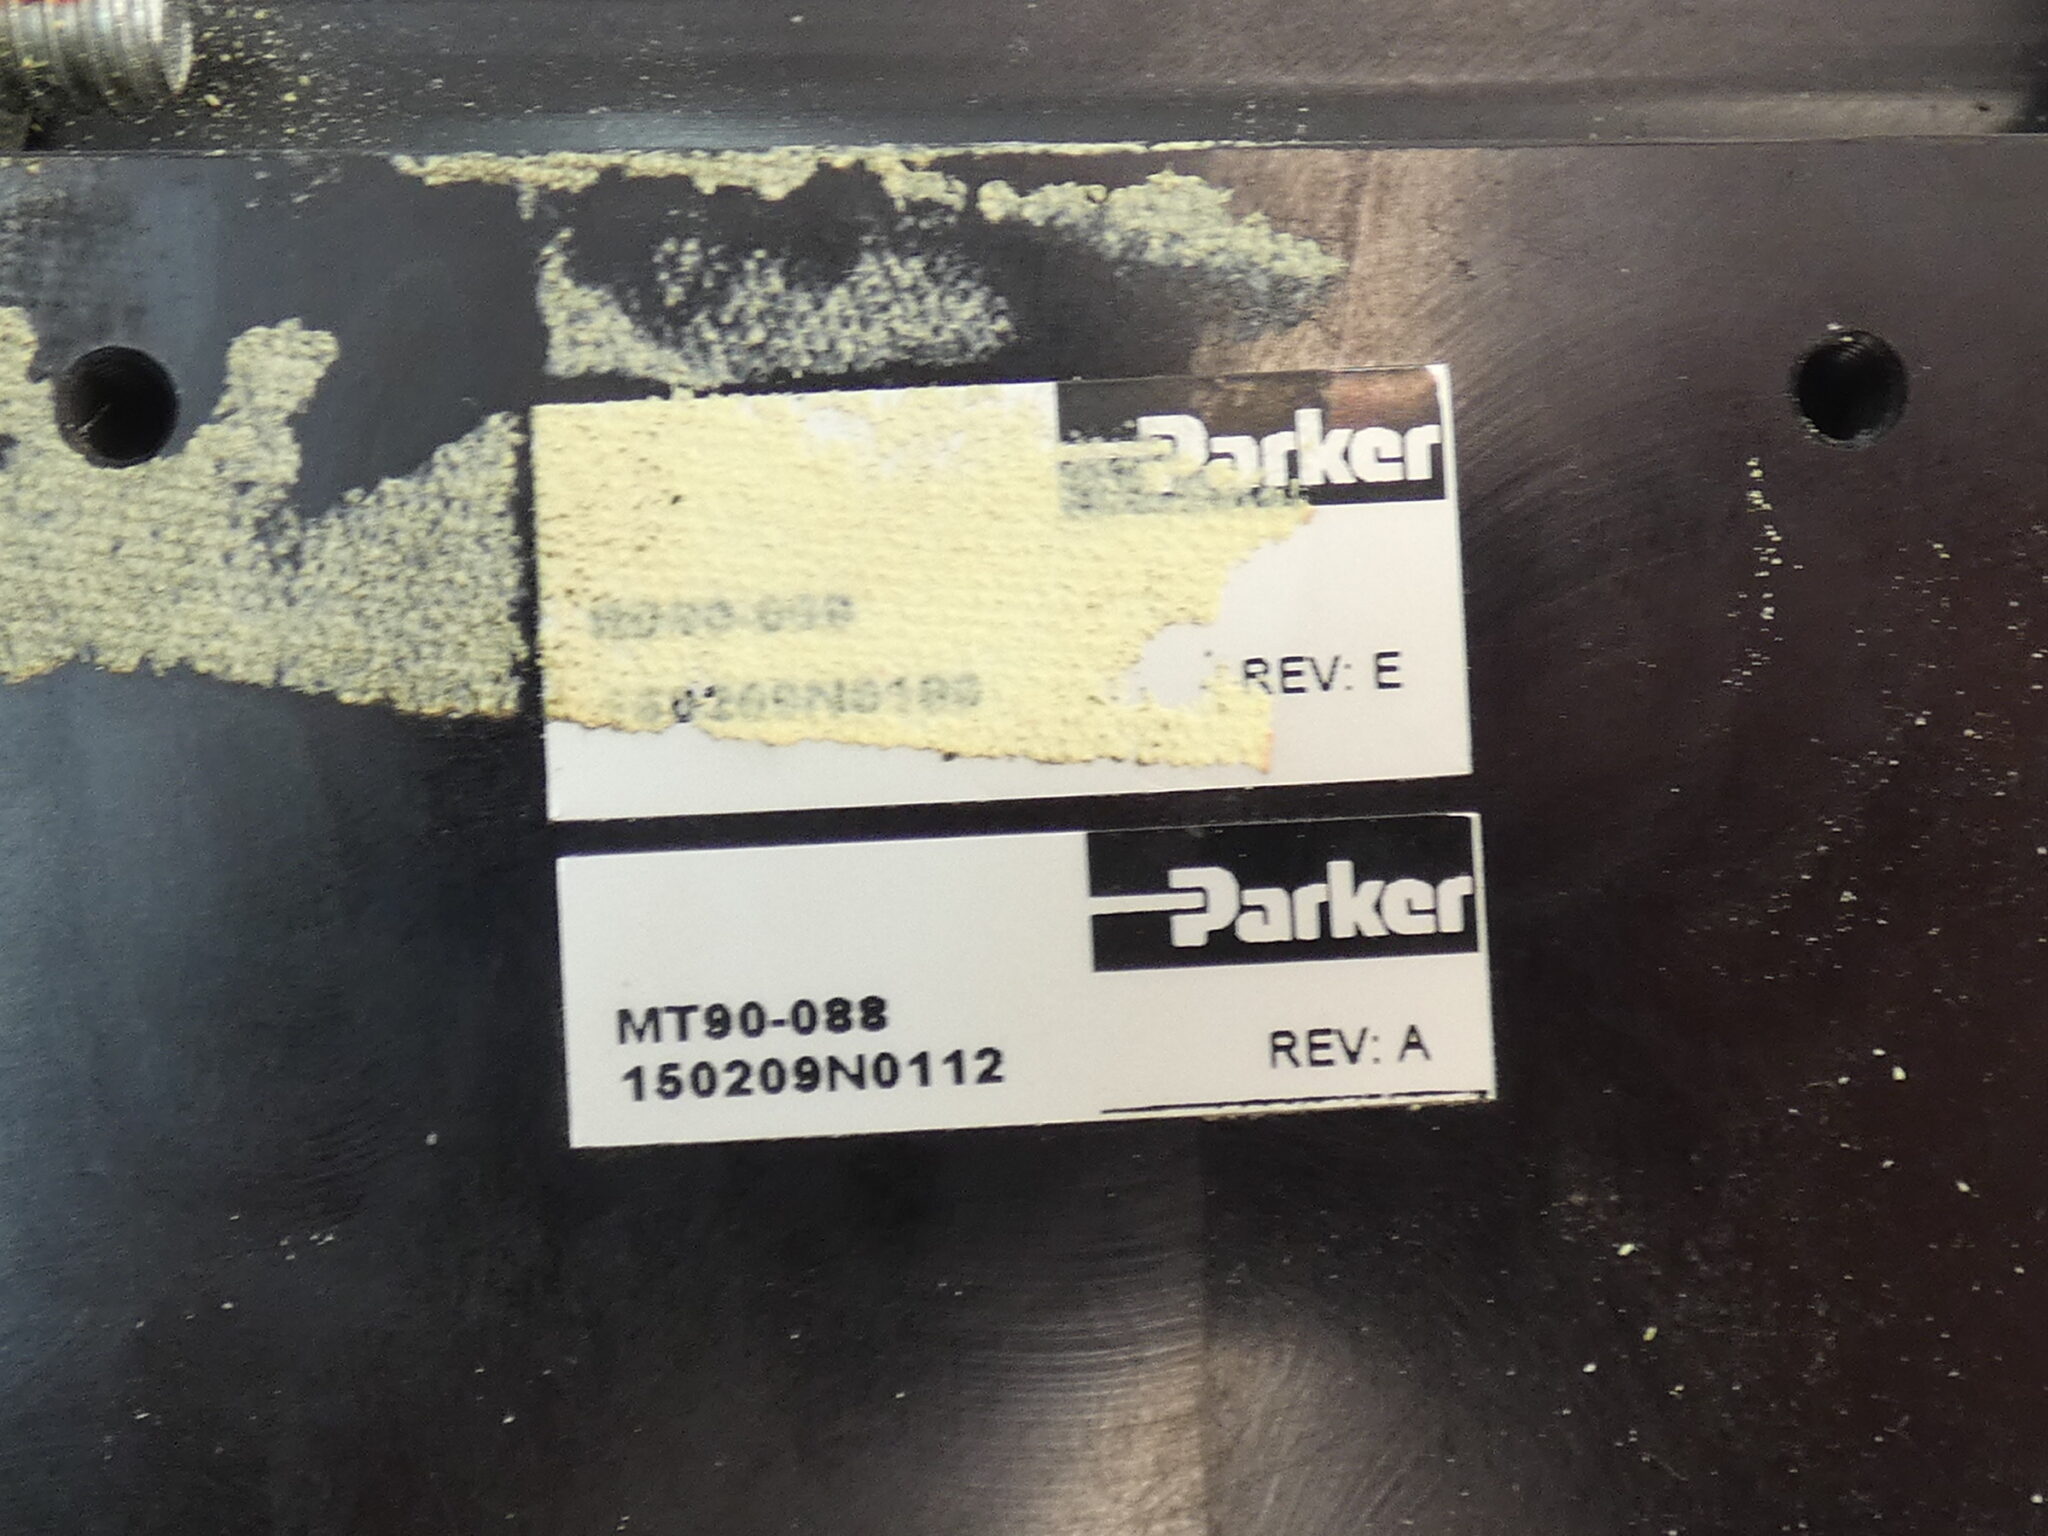 Parker
REV: E
Parker
MT90-088
150209N0112
REV: A